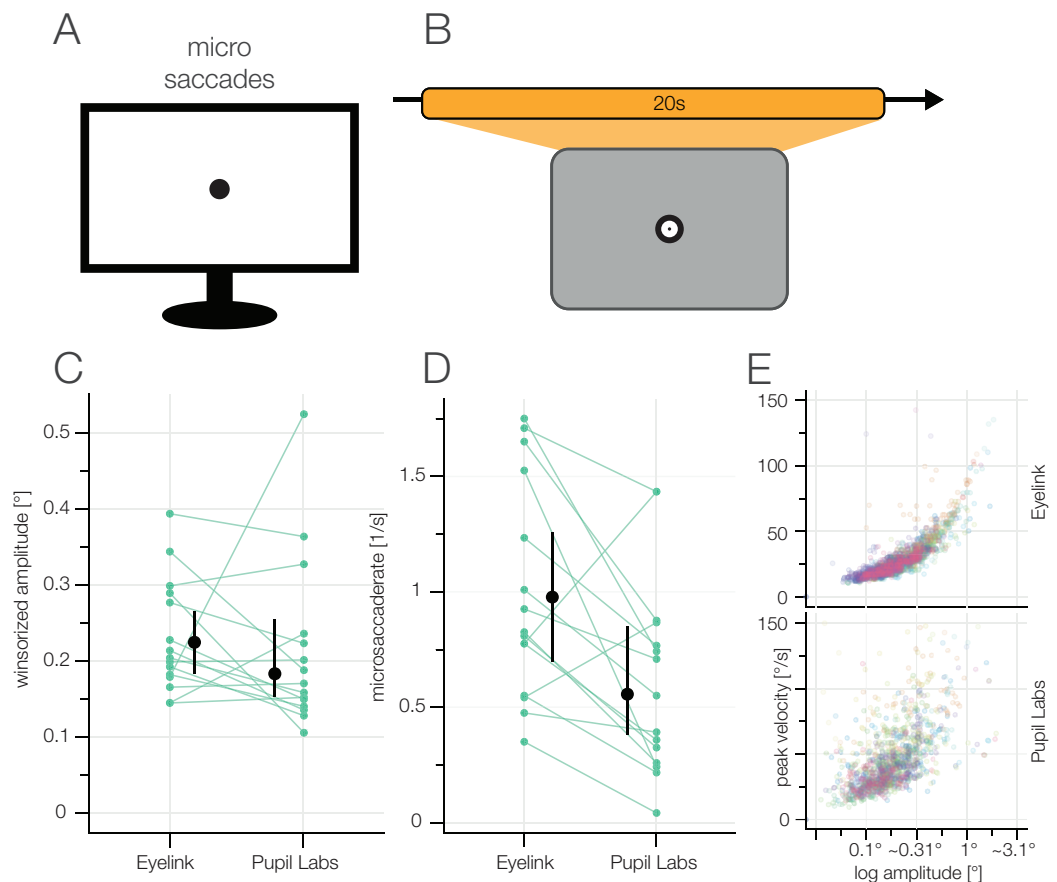 A
micro
saccades
B
20s
C
winsorized amplitude [°]
0.5
0.4
0.3
0.2
0.1
0
Eyelink
Pupil Labs
D
microsaccaderate [1/s]
1.5
1
0.5
0
Eyelink
Pupil Labs
E
150
100
50
0
Eyelink
peak velocity [°/s]
150
0
Pupil Labs
0.1°
~0.31°
1°
~3.1°
log amplitude [°]